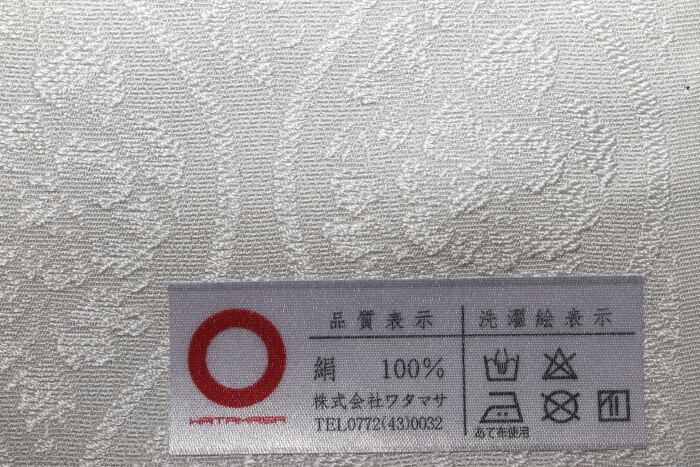 品質表示
絹 100%
株式会社ワタマサ
TEL0772(43)0032
WATAMASA
洗濯絵表示
あて布使用